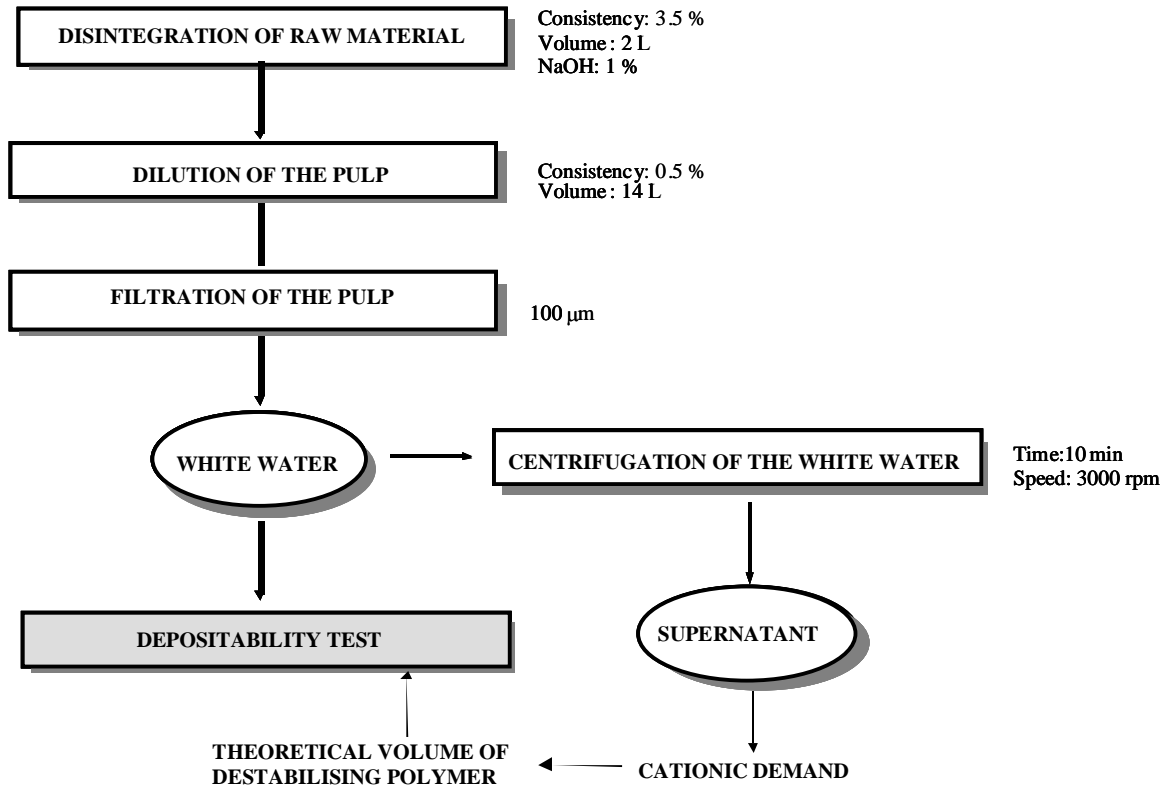 DISINTEGRATION OF RAW MATERIAL
Consistency: 3.5 %
Volume : 2 L
NaOH: 1 %
DILUTION OF THE PULP
Consistency: 0.5 %
Volume : 14 L
FILTRATION OF THE PULP
100 μm
WHITE WATER
CENTRIFUGATION OF THE WHITE WATER
Time:10 min
Speed: 3000 rpm
DEPOSITABILITY TEST
SUPERNATANT
THEORETICAL VOLUME OF
DESTABILISING POLYMER
CATIONIC DEMAND